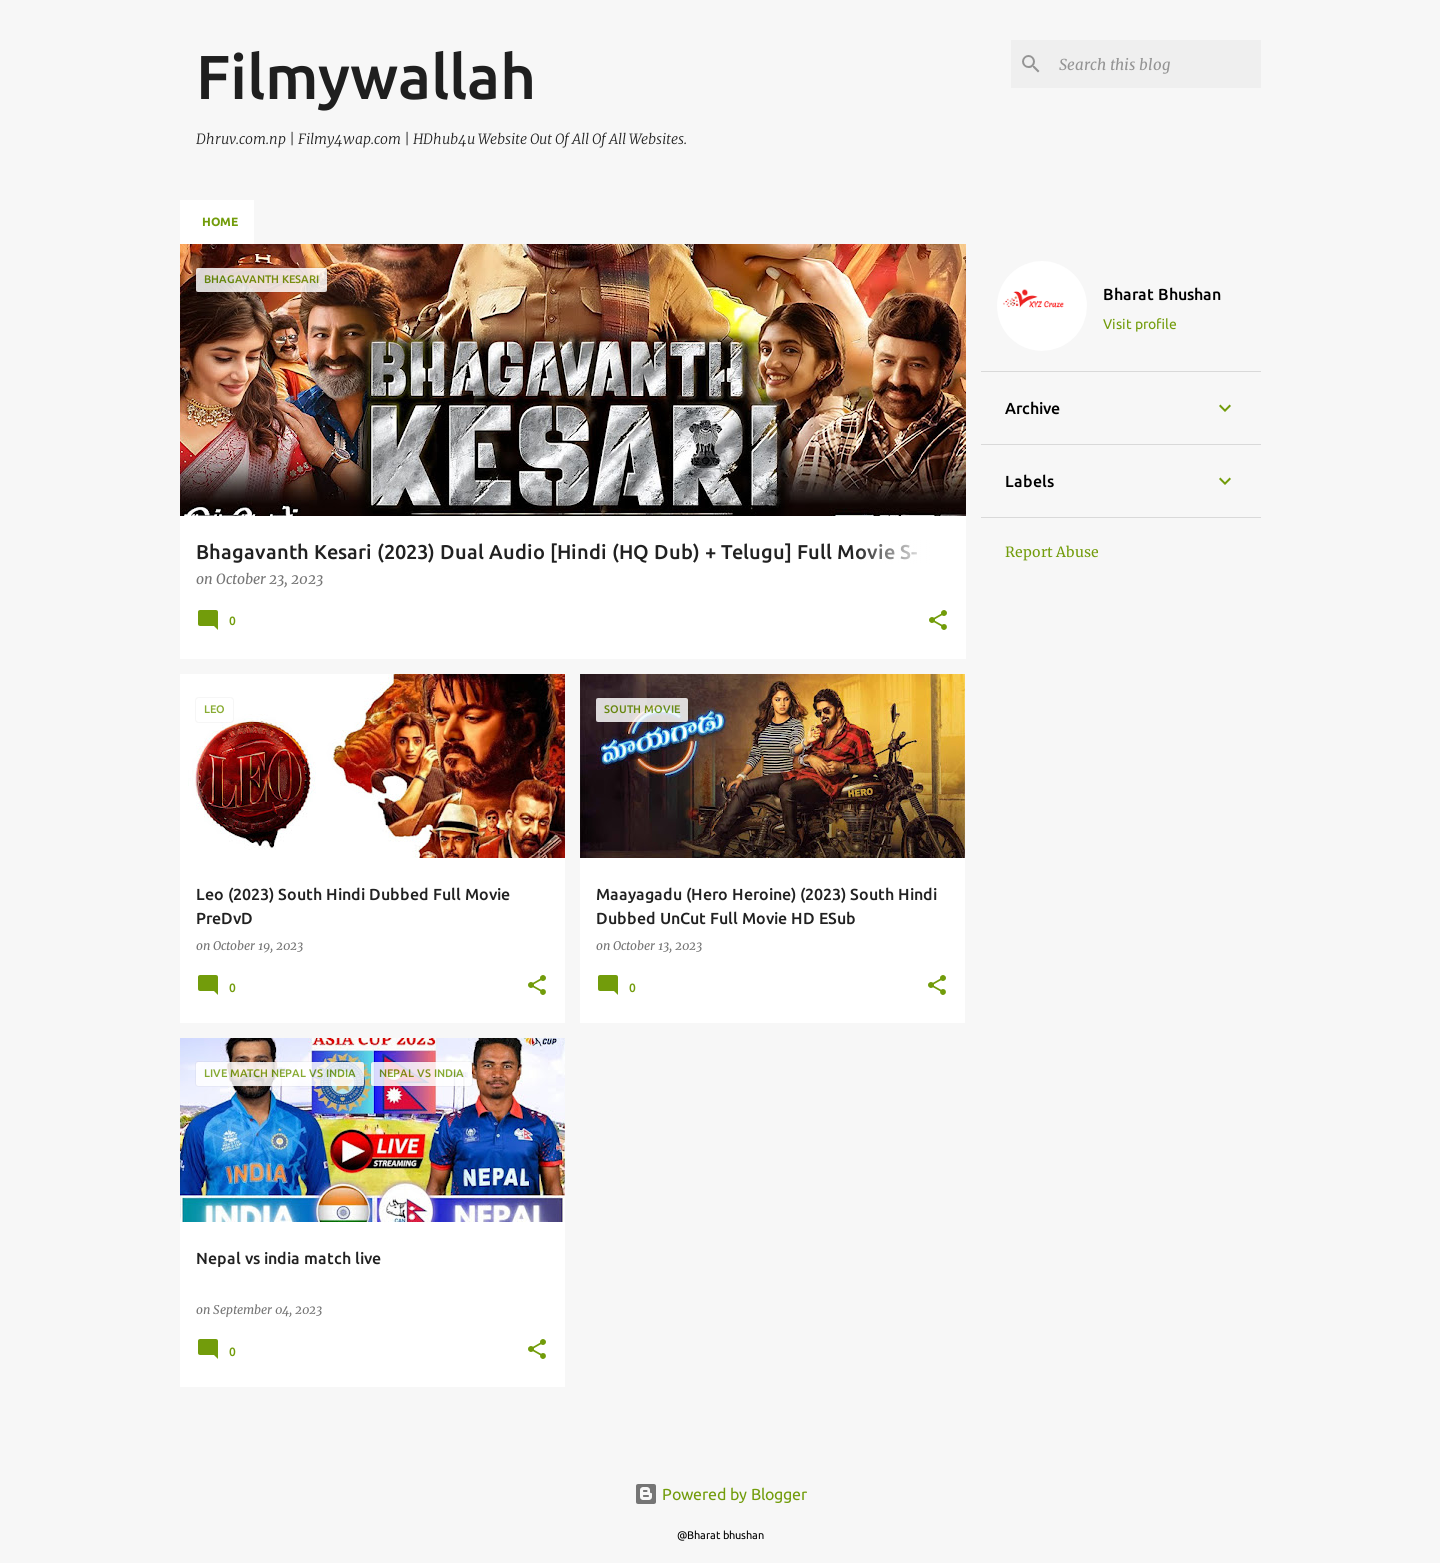 Filmywallah
Search this blog
Dhruv.com.np | Filmy4wap.com | HDhub4u Website Out Of All Of All Websites.
HOME
BHAGAVANTH KESARI
BHAGAVANTH
KESARI
Bhagavanth Kesari (2023) Dual Audio [Hindi (HQ Dub) + Telugu] Full Movie S-
on October 23, 2023
0
XYZ Craze
Bharat Bhushan
Visit profile
Archive
Labels
Report Abuse
LEO
LEO
Leo (2023) South Hindi Dubbed Full Movie
PreDvD
on October 19, 2023
0
SOUTH MOVIE
మాయగాడు
HERO
Maayagadu (Hero Heroine) (2023) South Hindi
Dubbed UnCut Full Movie HD ESub
on October 13, 2023
0
ASIA CUP 2023
CUP
LIVE MATCH NEPAL VS INDIA
NEPAL VS INDIA
LIVE
STREAMING
INDIA
NEPAL
INDIA
NEPAL
CAN
Nepal vs india match live
on September 04, 2023
0
Powered by Blogger
@Bharat bhushan